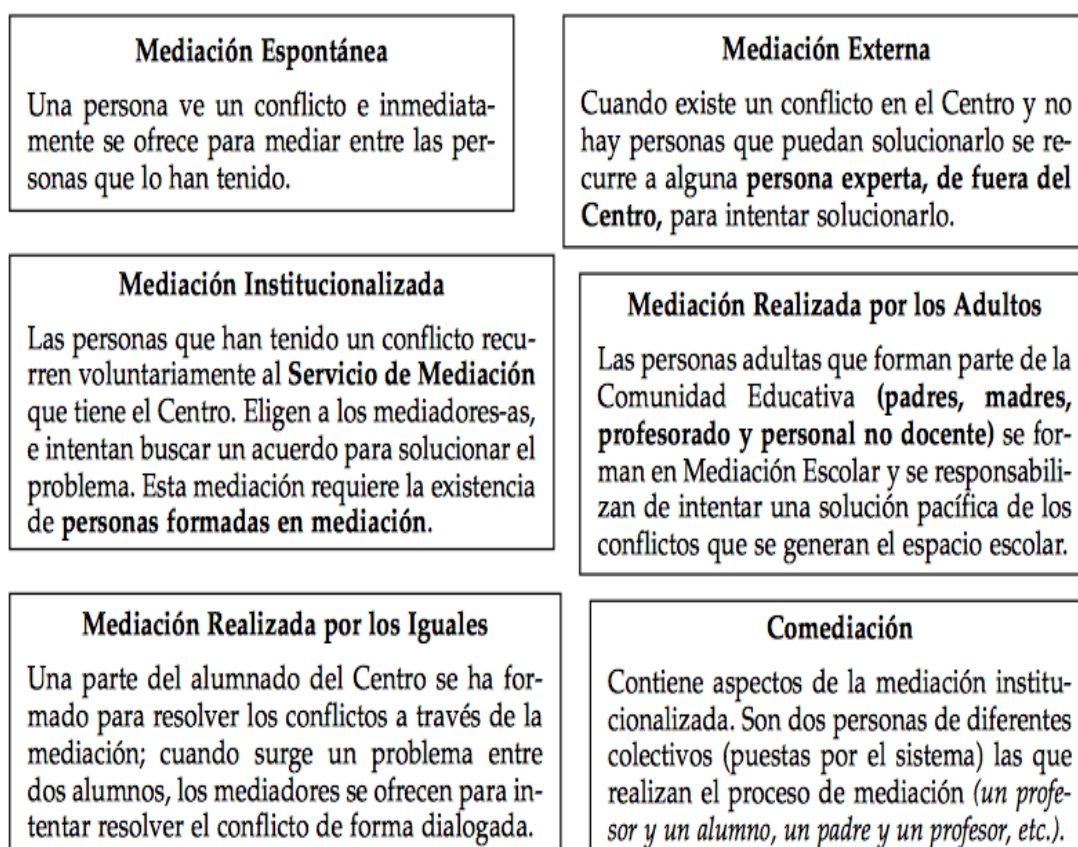 Mediación Espontánea
Una persona ve un conflicto e inmediata-
mente se ofrece para mediar entre las per-
sonas que lo han tenido.
Mediación Externa
Cuando existe un conflicto en el Centro y no
hay personas que puedan solucionarlo se re-
curre a alguna persona experta, de fuera del
Centro, para intentar solucionarlo.
Mediación Institucionalizada
Las personas que han tenido un conflicto recu-
rren voluntariamente al Servicio de Mediación
que tiene el Centro. Eligen a los mediadores-as,
e intentan buscar un acuerdo para solucionar el
problema. Esta mediación requiere la existencia
de personas formadas en mediación.
Mediación Realizada por los Adultos
Las personas adultas que forman parte de la
Comunidad Educativa (padres, madres,
profesorado y personal no docente) se for-
man en Mediación Escolar y se responsabili-
zan de intentar una solución pacífica de los
conflictos que se generan el espacio escolar.
Mediación Realizada por los Iguales
Una parte del alumnado del Centro se ha for-
mado para resolver los conflictos a través de la
mediación; cuando surge un problema entre
dos alumnos, los mediadores se ofrecen para in-
tentar resolver el conflicto de forma dialogada.
Comediación
Contiene aspectos de la mediación institu-
cionalizada. Son dos personas de diferentes
colectivos (puestas por el sistema) las que
realizan el proceso de mediación (un profe-
sor y un alumno, un padre y un profesor, etc.).